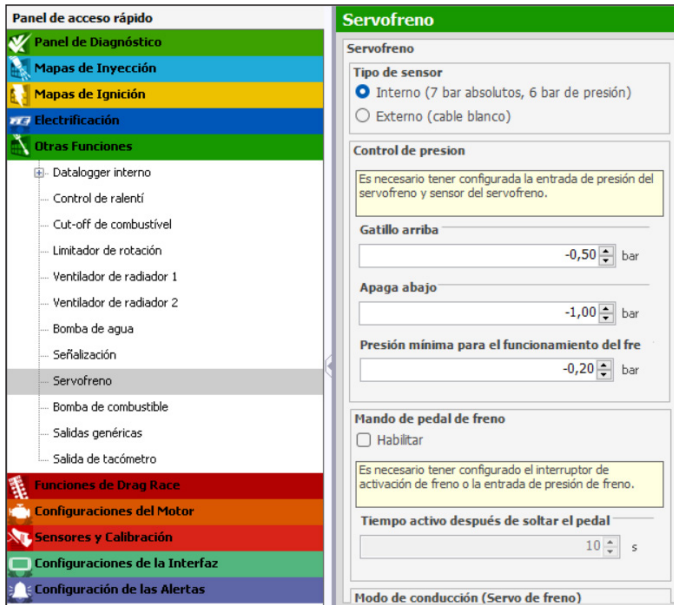 Panel de acceso rápido
Panel de Diagnóstico
Mapas de Inyección
Mapas de Ignición
Electrificación
Otras Funciones
Datalogger interno
Control de ralentí
Cut-off de combustível
Limitador de rotación
Ventilador de radiador 1
Ventilador de radiador 2
Bomba de agua
Señalización
Servofreno
Bomba de combustible
Salidas genéricas
Salida de tacómetro
Funciones de Drag Race
Configuraciones del Motor
Sensores y Calibración
Configuraciones de la Interfaz
Configuración de las Alertas
Servofreno
Servofreno
Tipo de sensor
Interno (7 bar absolutos, 6 bar de presión)
Externo (cable blanco)
Control de presion
Es necesario tener configurada la entrada de presión del
servofreno y sensor del servofreno.
Gatillo arriba
-0,50 bar
Apaga abajo
-1,00 bar
Presión mínima para el funcionamiento del fre
-0,20 bar
Mando de pedal de freno
Habilitar
Es necesario tener configurado el interruptor de
activación de freno o la entrada de presión de freno.
Tiempo activo después de soltar el pedal
10 s
Modo de conducción (Servo de freno)